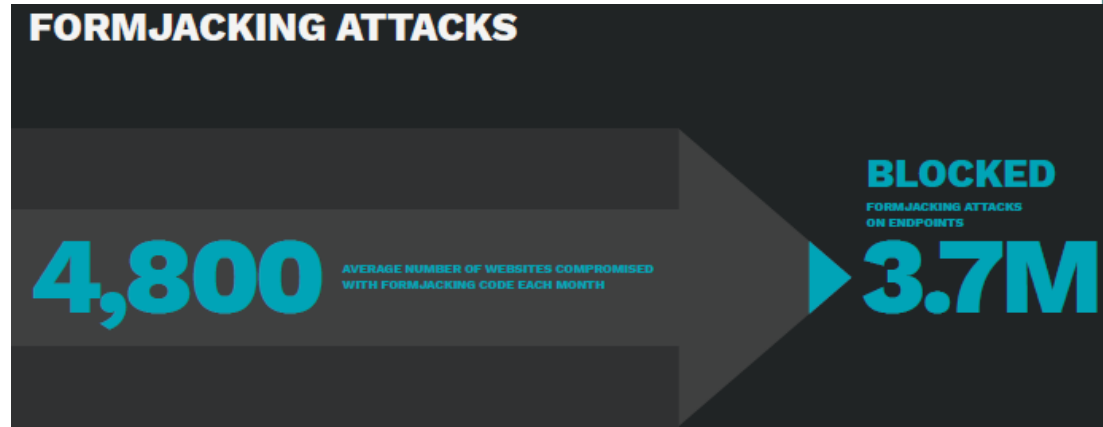 FORMJACKING ATTACKS
4,800
AVERAGE NUMBER OF WEBSITES COMPROMISED
WITH FORMJACKING CODE EACH MONTH
BLOCKED
FORMJACKING ATTACKS
ON ENDPOINTS
3.7M